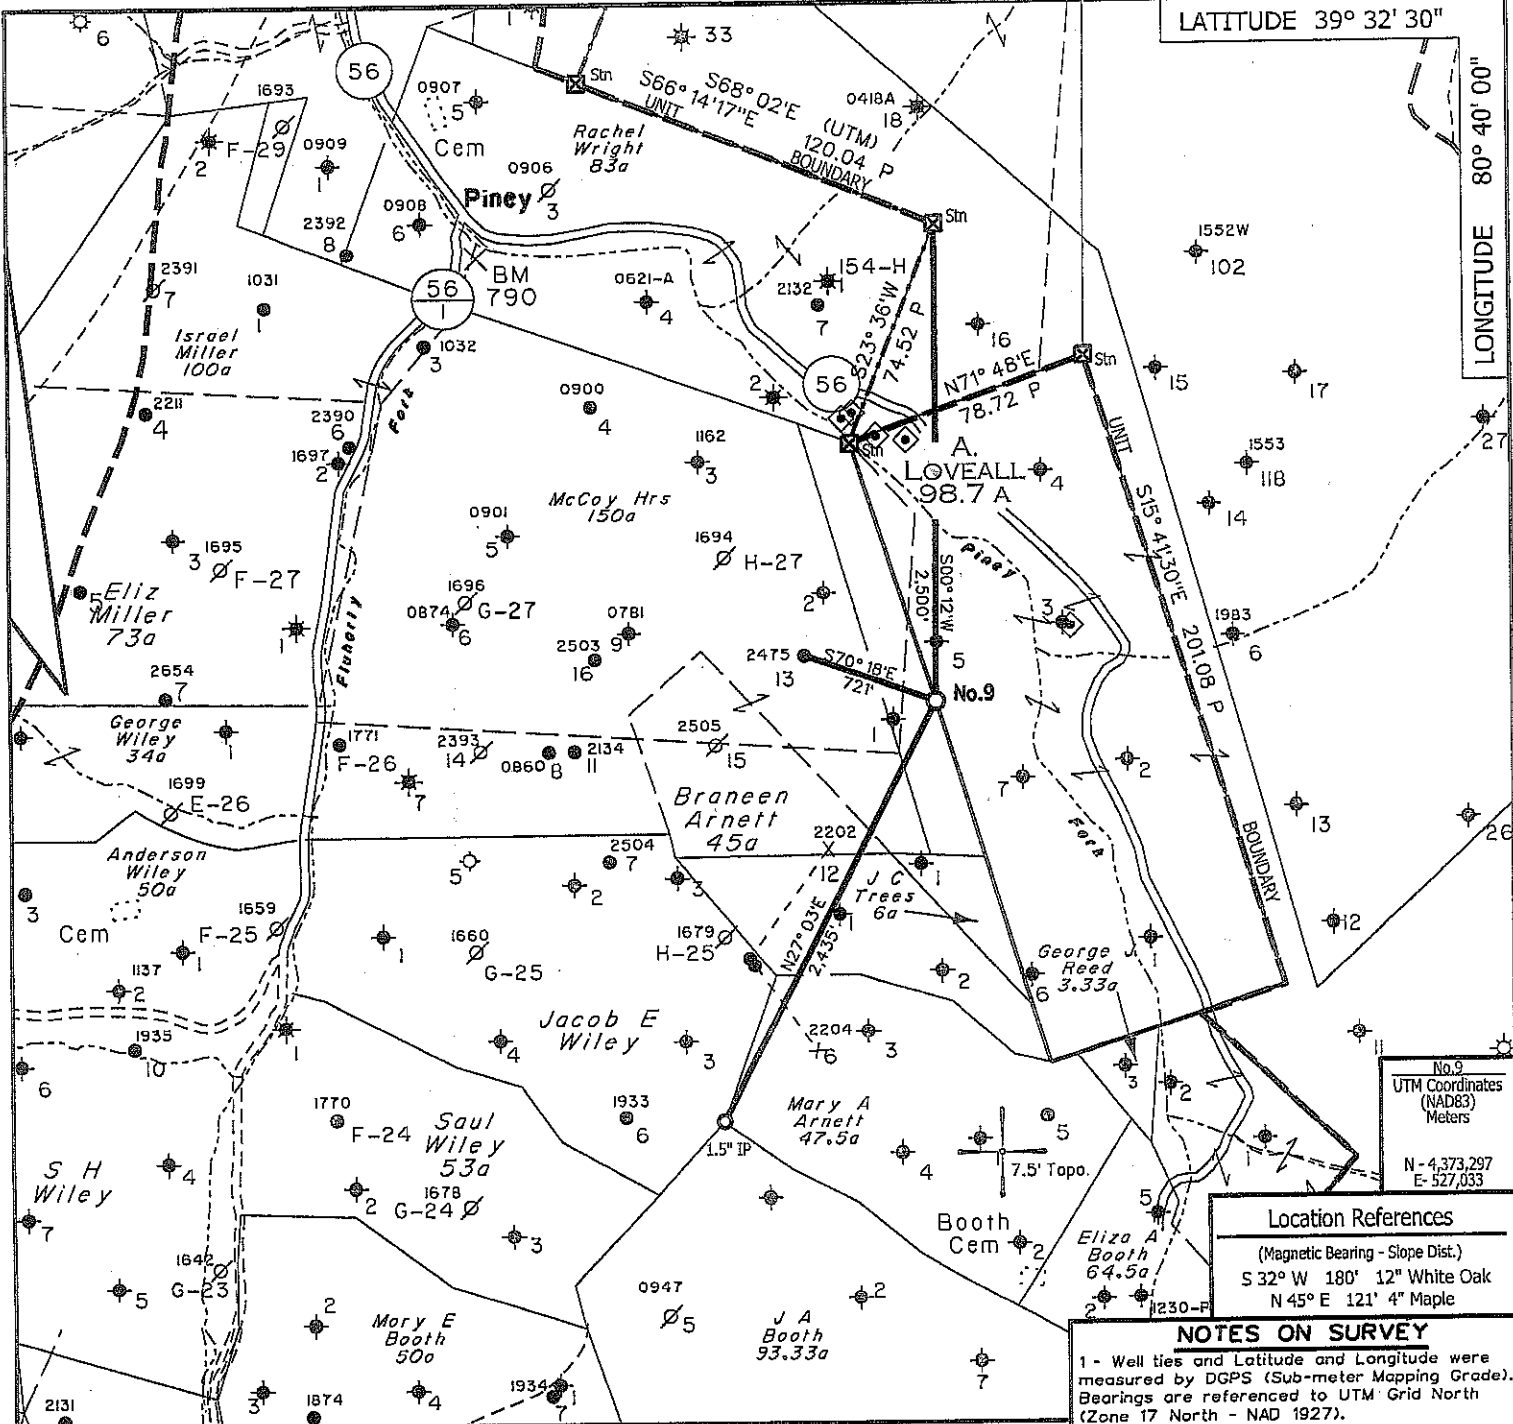 LATITUDE 39° 32' 30"
LONGITUDE 80° 40' 00"
6
56
1
33
Stn
S66° 14'17"E
S68° 02'E
UNIT
(UTM)
120.04 P
BOUNDARY
0418A
18
1693
F-29
2
0909
1
0907
5
Cem
Rachel
Wright
83a
0906
3
Piney
0908
6
2392
8
Stn
1552W
102
2391
7
1031
1
BM
790
56
1
0621-A
4
154-H
2132
7
S23° 36'W
74.52 P
16
Israel
Miller
100a
1032
3
Fork
0900
4
2
56
N71° 48'E
78.72 P
Stn
15
17
2211
4
2390
6
1697
2
1162
3
Stn
A.
LOVEALL
98.7 A
4
UNIT
1553
11B
27
14
McCoy Hrs
150a
0901
5
1694
H-27
S15° 41'30"E 201.08 P
BOUNDARY
3
1695
F-27
Piney
Eliz
Miller
73a
5
1
1696
G-27
0874
6
0781
9
2503
16
2
S00° 12'W
2,500'
3
1983
6
Fluharty
2475
13
S70° 18'E
721'
5
No.9
2654
7
George
Wiley
34a
1
1771
F-26
7
2393
14
0860
8
2134
11
2505
15
1
7
2
Fork
1699
E-26
Braneen
Arnett
45a
13
26
Anderson
Wiley
50a
3
Cem
5
2504
7
2
3
2202
12
J C
Trees
6a
1
1
1659
F-25
1
1
1660
G-25
1679
H-25
N27° 03'E
2,435'
2
George
Reed
3.33a
6
1
12
1137
2
1935
10
1
Jacob E
Wiley
4
3
2204
6
3
3
2
11
6
No.9
UTM Coordinates
(NAD83)
Meters
N - 4,373,297
E- 527,033
1770
F-24
Saul
Wiley
53a
1933
6
1.5" IP
Mary A
Arnett
47.5a
4
5
7.5' Topo.
1
S H
Wiley
4
7
2
1678
G-24
3
Booth
Cem
2
Eliza A
Booth
64.5a
5
2
1230-P
Location References
(Magnetic Bearing - Slope Dist.)
S 32° W 180' 12" White Oak
N 45° E 121' 4" Maple
1642
G-23
5
2
0947
5
2
Mary E
Booth
50a
J A
Booth
93.33a
7
NOTES ON SURVEY
1 - Well ties and Latitude and Longitude were
measured by DGPS (Sub-meter Mapping Grade).
Bearings are referenced to UTM Grid North
(Zone 17 North - NAD 1927).
2131
3
1874
4
1934
1
7